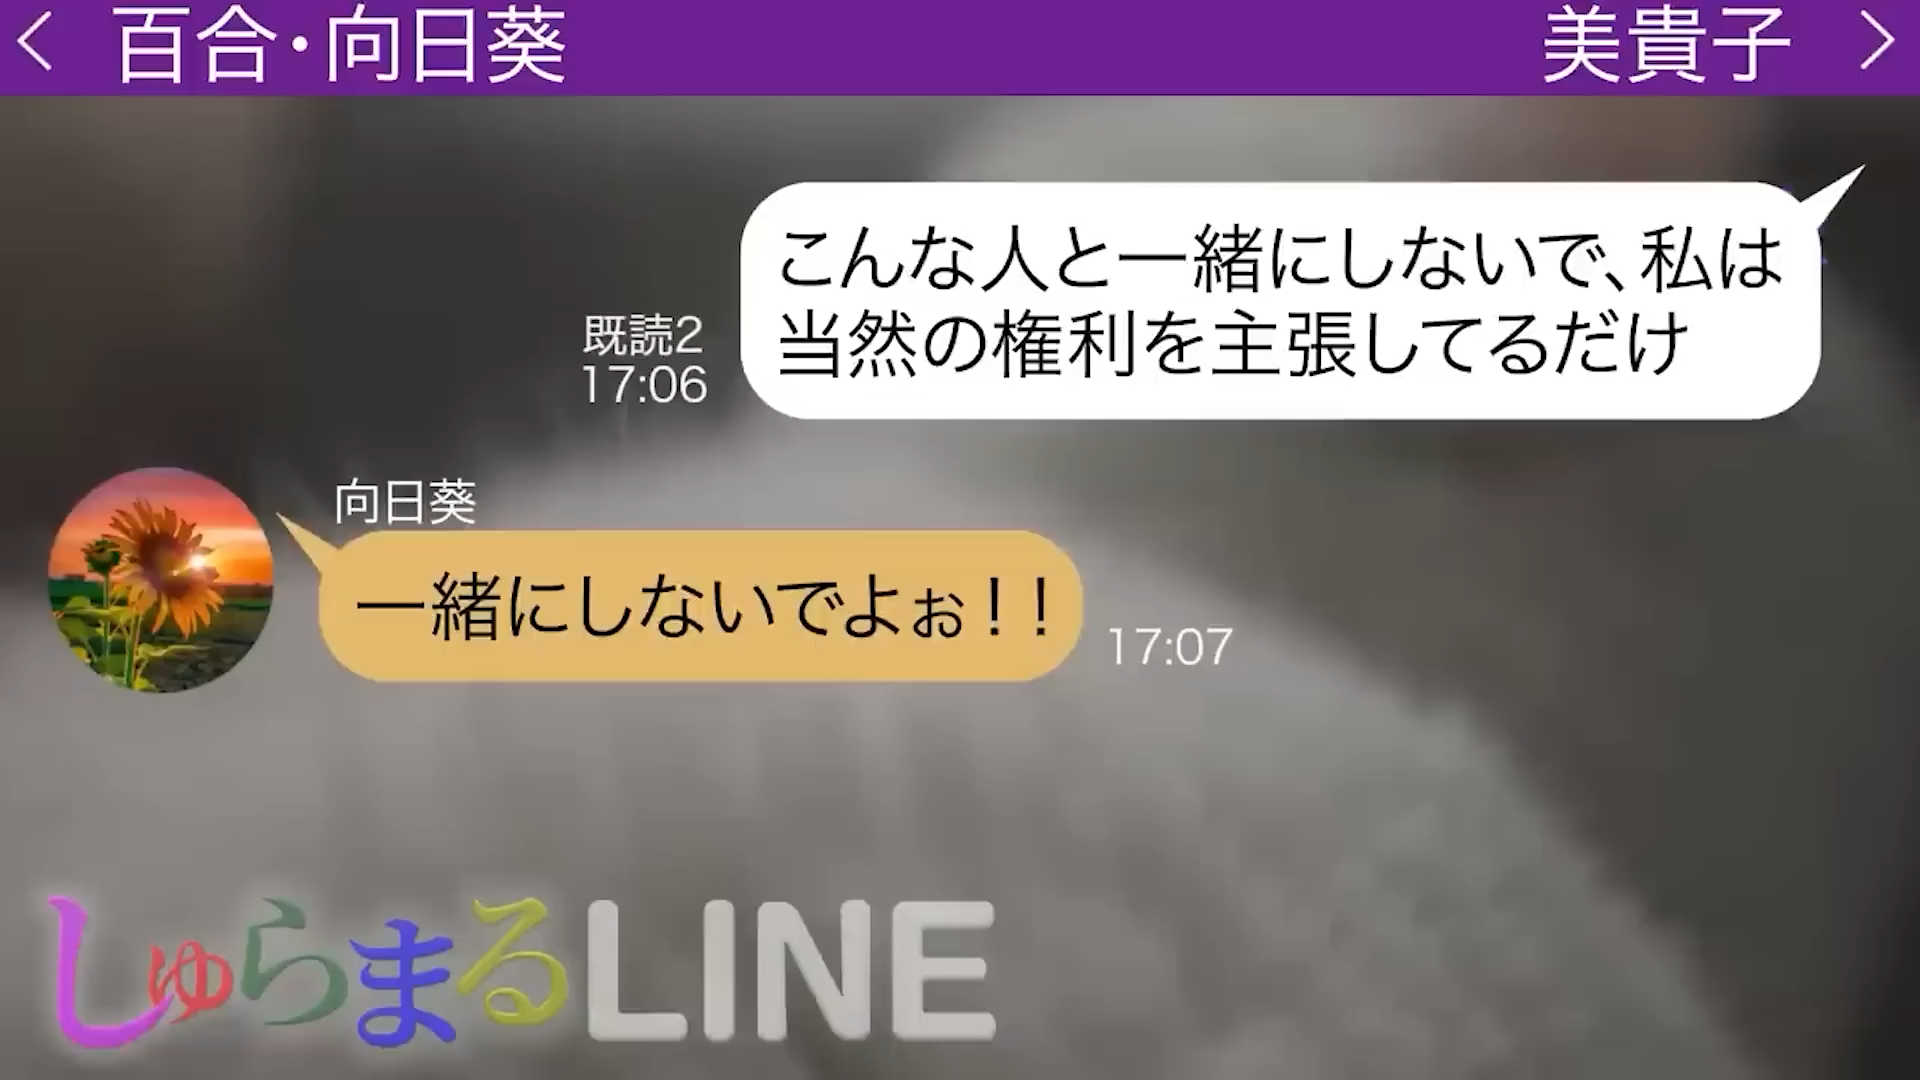 百合・向日葵
美貴子
こんな人と一緒にしないで、私は
当然の権利を主張してるだけ
既読2
17:06
向日葵
一緒にしないでよぉ！！
17:07
しゅらまるLINE